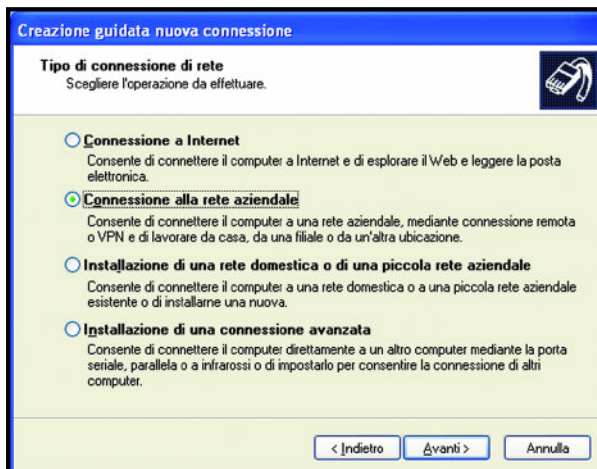 Creazione guidata nuova connessione
Tipo di connessione di rete
Scegliere l'operazione da effettuare.
Connessione a Internet
Consente di connettere il computer a Internet e di esplorare il Web e leggere la posta
elettronica.
Connessione alla rete aziendale
Consente di connettere il computer a una rete aziendale, mediante connessione remota
o VPN e di lavorare da casa, da una filiale o da un'altra ubicazione.
Installazione di una rete domestica o di una piccola rete aziendale
Consente di connettere il computer a una rete domestica o a una piccola rete aziendale
esistente o di installarne una nuova.
Installazione di una connessione avanzata
Consente di connettere il computer direttamente a un altro computer mediante la porta
seriale, parallela o a infrarossi o di impostarlo per consentire la connessione di altri
computer.
< Indietro Avanti > Annulla